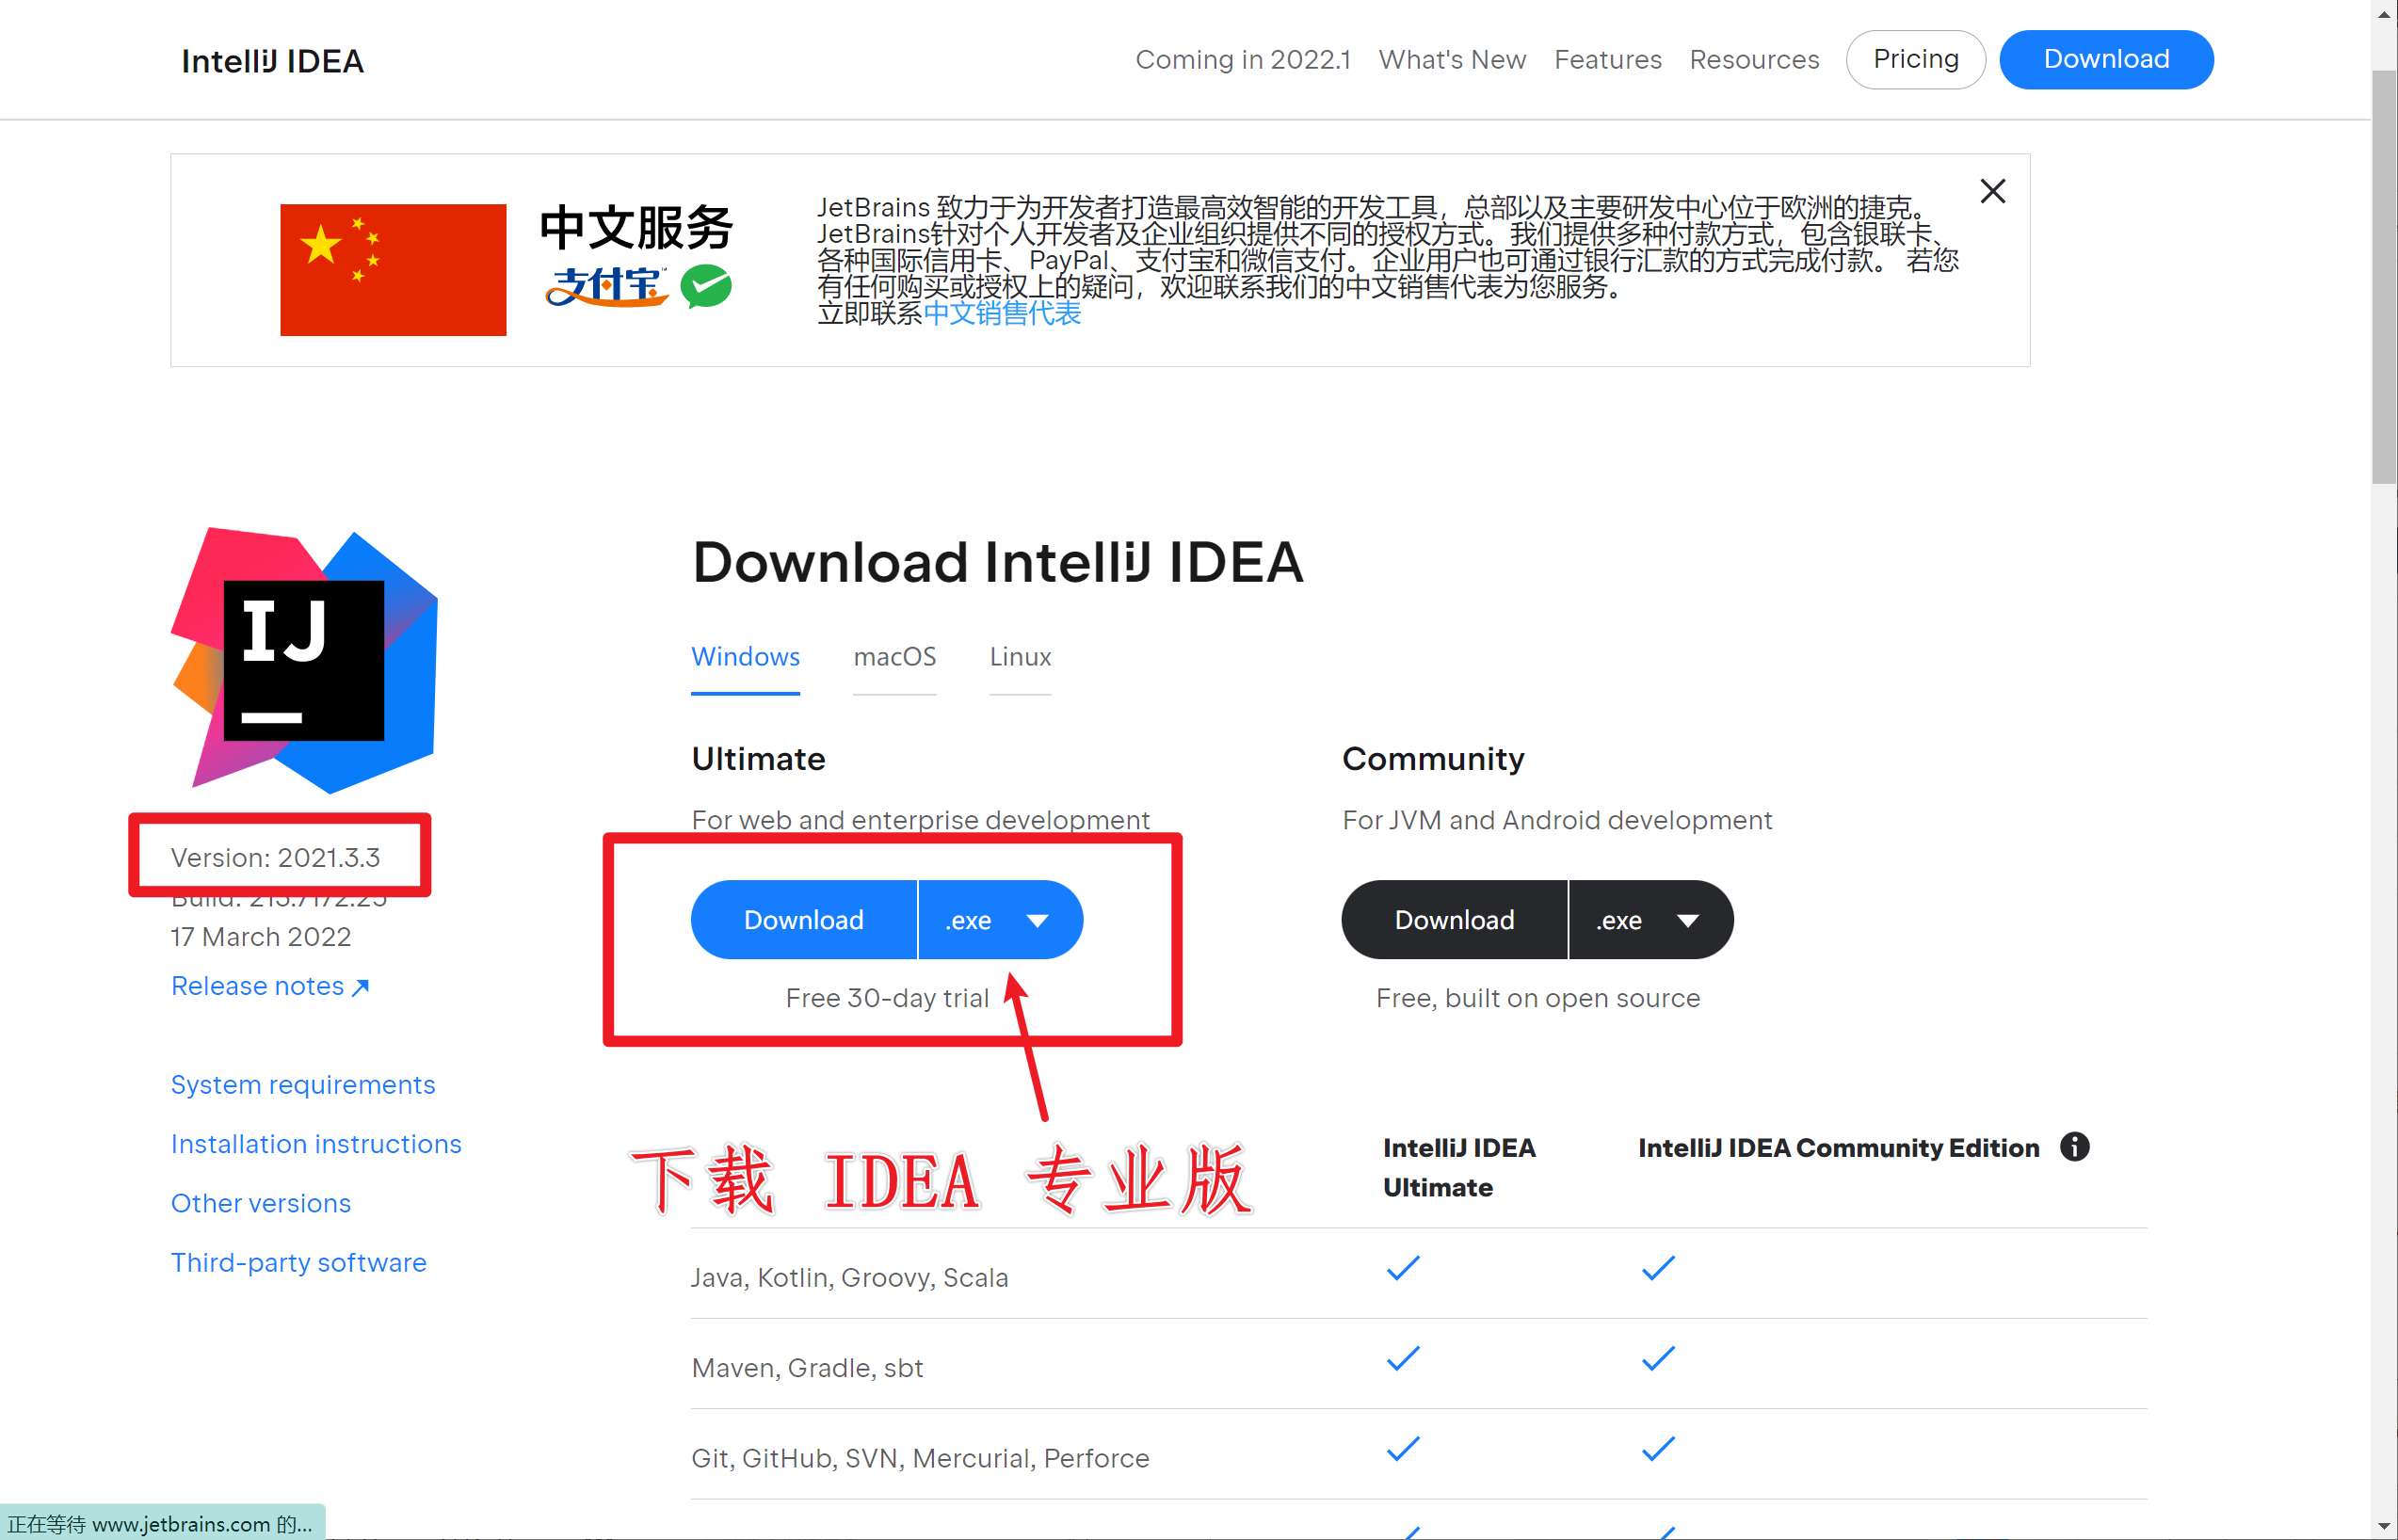 IntelliJ IDEA
Coming in 2022.1 What's New Features Resources Pricing Download
中文服务
支付宝
JetBrains 致力于为开发者打造最高效智能的开发工具，总部以及主要研发中心位于欧洲的捷克。
JetBrains针对个人开发者及企业组织提供不同的授权方式。我们提供多种付款方式，包含银联卡、
各种国际信用卡、PayPal、支付宝和微信支付。企业用户也可通过银行汇款的方式完成付款。 若您
有任何购买或授权上的疑问，欢迎联系我们的中文销售代表为您服务。
立即联系中文销售代表
IJ
Version: 2021.3.3
Build: 213.7172.25
17 March 2022
Release notes
System requirements
Installation instructions
Other versions
Third-party software
Download IntelliJ IDEA
Windows macOS Linux
Ultimate
For web and enterprise development
Download .exe
Free 30-day trial
Community
For JVM and Android development
Download .exe
Free, built on open source
下载 IDEA 专业版
IntelliJ IDEA
Ultimate
IntelliJ IDEA Community Edition
Java, Kotlin, Groovy, Scala
Maven, Gradle, sbt
Git, GitHub, SVN, Mercurial, Perforce
正在等待 www.jetbrains.com 的...